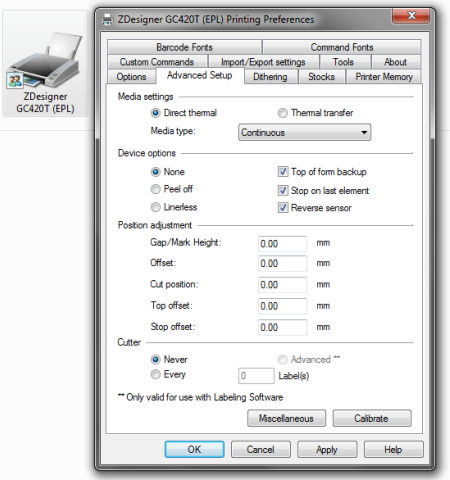 ZDesigner GC420T (EPL) Printing Preferences
Barcode Fonts Command Fonts
Custom Commands Import/Export settings Tools About
Options Advanced Setup Dithering Stocks Printer Memory
ZDesigner
GC420T (EPL)
Media settings
Direct thermal Thermal transfer
Media type: Continuous
Device options
None Top of form backup
Peel off Stop on last element
Linerless Reverse sensor
Position adjustment
Gap/Mark Height: 0.00 mm
Offset: 0.00 mm
Cut position: 0.00 mm
Top offset: 0.00 mm
Stop offset: 0.00 mm
Cutter
Never Advanced **
Every 0 Label(s)
** Only valid for use with Labeling Software
Miscellaneous Calibrate
OK Cancel Apply Help